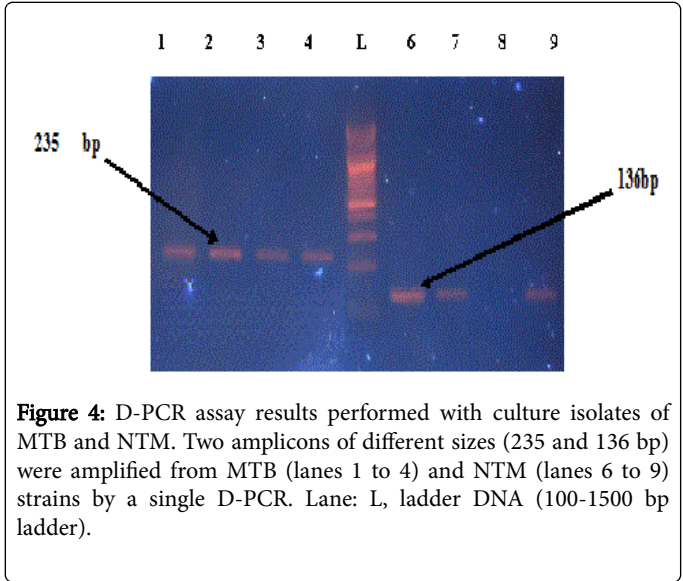 1 2 3 4 L 6 7 8 9
235 bp
136bp
Figure 4: D-PCR assay results performed with culture isolates of
MTB and NTM. Two amplicons of different sizes (235 and 136 bp)
were amplified from MTB (lanes 1 to 4) and NTM (lanes 6 to 9)
strains by a single D-PCR. Lane: L, ladder DNA (100-1500 bp
ladder).